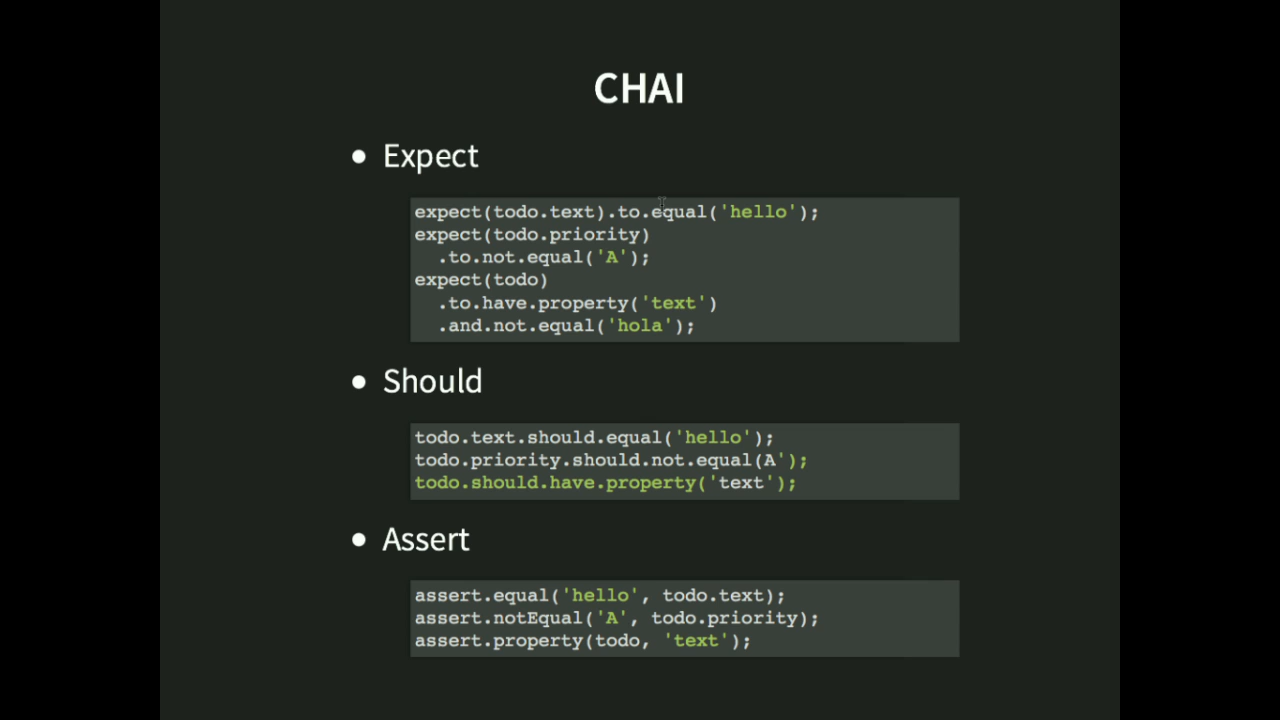 CHAI
• Expect
expect(todo.text).to.equal('hello');
expect(todo.priority)
  .to.not.equal('A');
expect(todo)
  .to.have.property('text')
  .and.not.equal('hola');
• Should
todo.text.should.equal('hello');
todo.priority.should.not.equal(A');
todo.should.have.property('text');
• Assert
assert.equal('hello', todo.text);
assert.notEqual('A', todo.priority);
assert.property(todo, 'text');